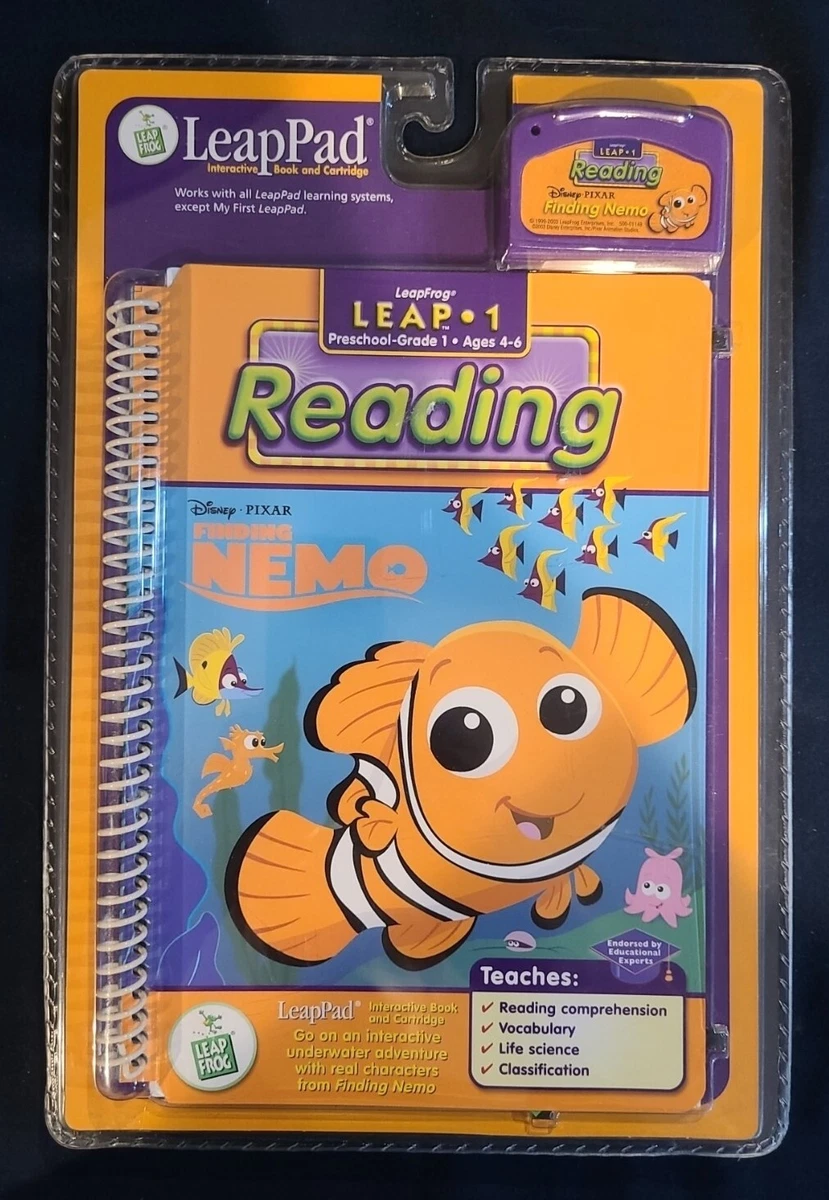 LEAP
FROG
LeapPad®
Interactive Book and Cartridge
Works with all LeapPad learning systems,
except My First LeapPad.
LEAP•1
Reading
Disney·PIXAR
Finding Nemo
LeapFrog®
LEAP•1™
Preschool-Grade 1 • Ages 4-6
Reading
Disney·PIXAR
FINDING
NEMO
Endorsed by
Educational
Experts
Teaches:
✓ Reading comprehension
✓ Vocabulary
✓ Life science
✓ Classification
LEAP
FROG
LeapPad® Interactive Book
and Cartridge
Go on an interactive
underwater adventure
with real characters
from Finding Nemo